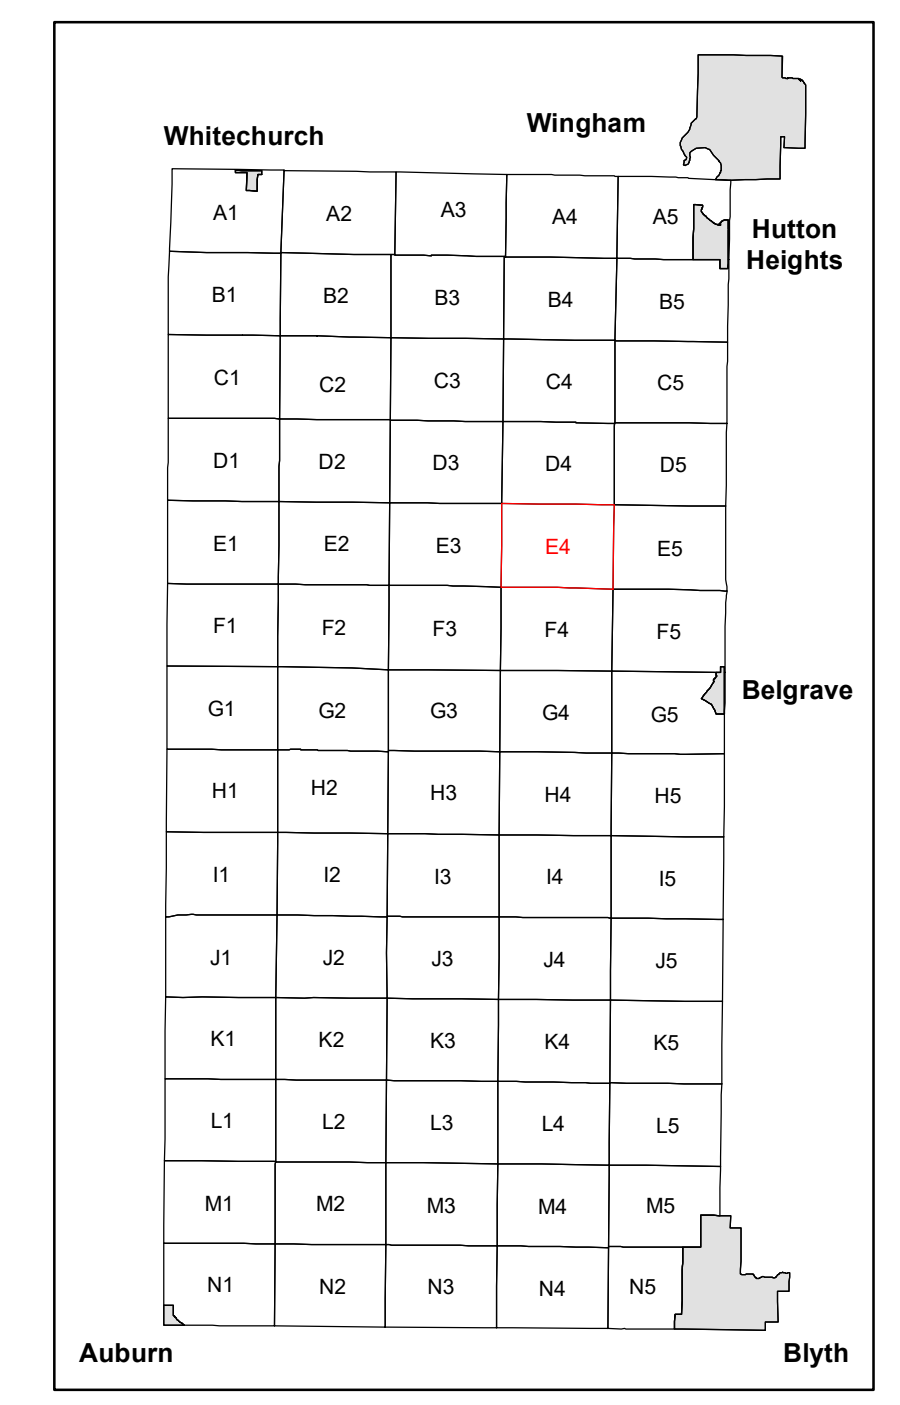 Wingham
Whitechurch
A1 A2 A3 A4 A5
Hutton
Heights
B1 B2 B3 B4 B5
C1 C2 C3 C4 C5
D1 D2 D3 D4 D5
E1 E2 E3 E4 E5
F1 F2 F3 F4 F5
Belgrave
G1 G2 G3 G4 G5
H1 H2 H3 H4 H5
I1 I2 I3 I4 I5
J1 J2 J3 J4 J5
K1 K2 K3 K4 K5
L1 L2 L3 L4 L5
M1 M2 M3 M4 M5
N1 N2 N3 N4 N5
Auburn Blyth